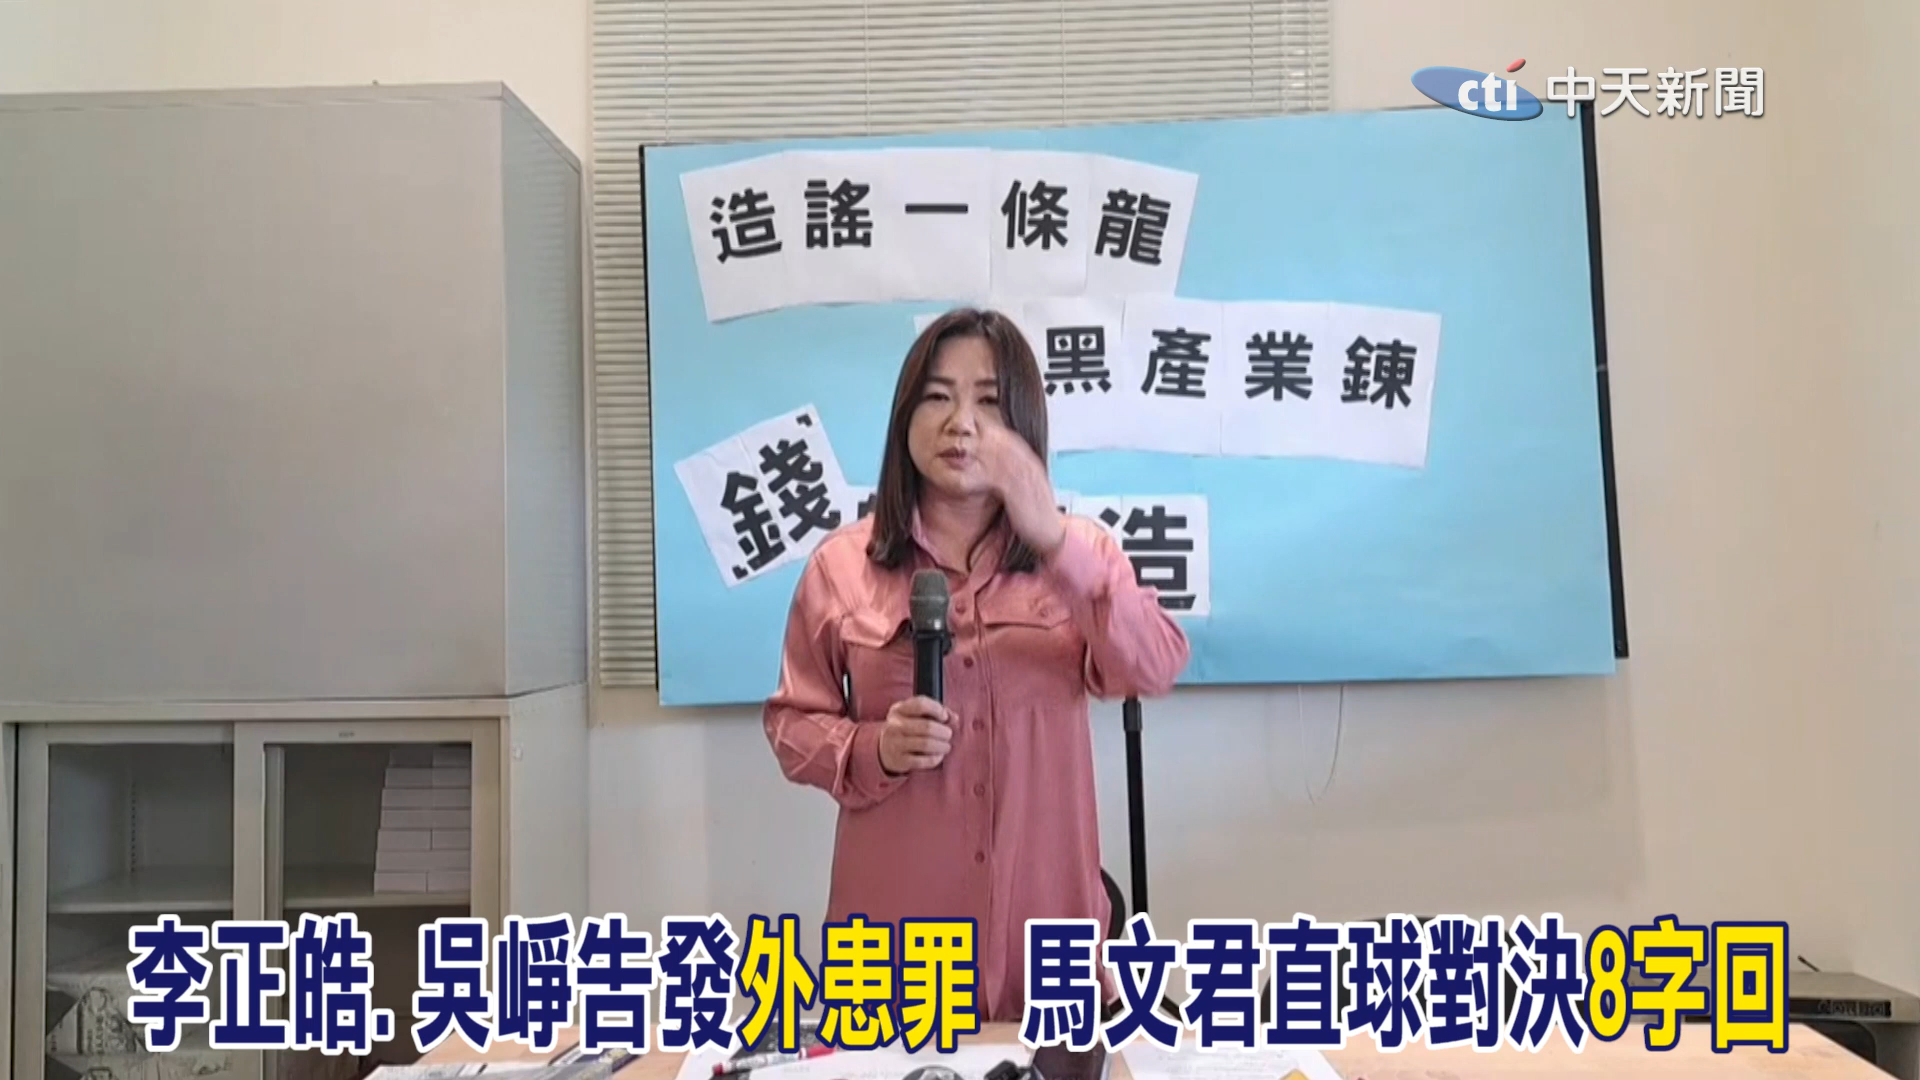 cti 中天新聞
造謠一條龍
黑產業鍊
錢 造
李正皓.吳崢告發外患罪 馬文君直球對決8字回